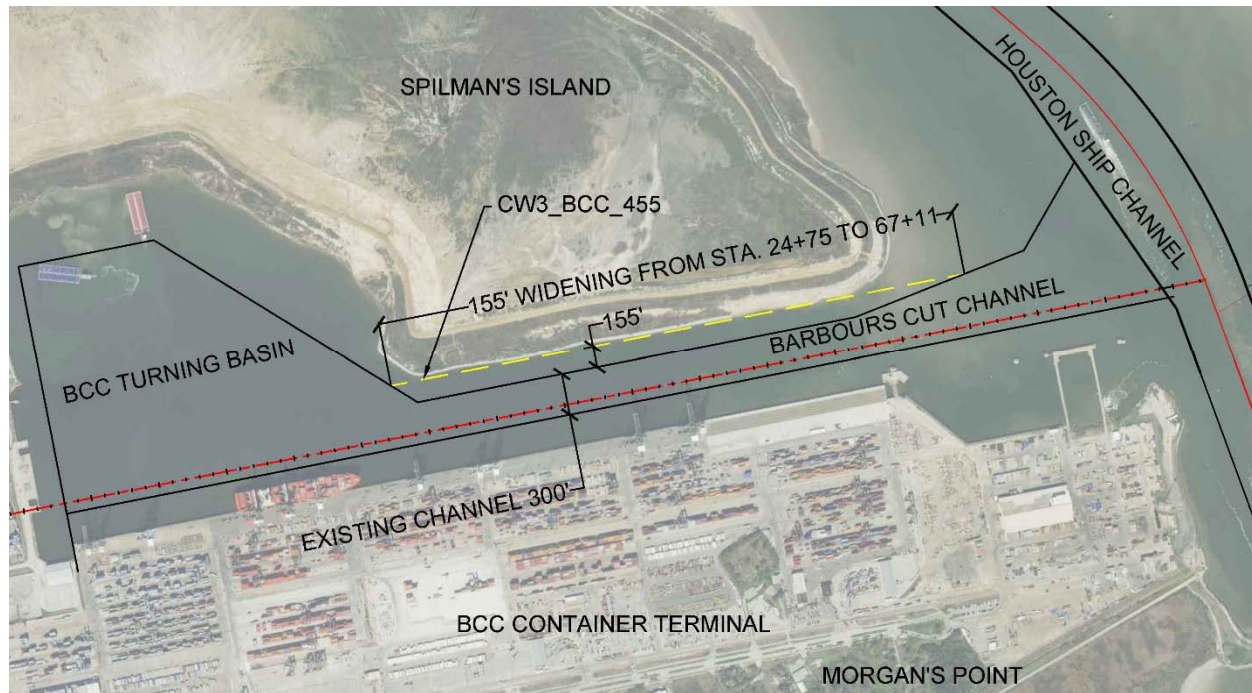 SPILMAN'S ISLAND
HOUSTON SHIP CHANNEL
CW3_BCC_455
155' WIDENING FROM STA. 24+75 TO 67+11
155'
BARBOURS CUT CHANNEL
BCC TURNING BASIN
EXISTING CHANNEL 300'
BCC CONTAINER TERMINAL
MORGAN'S POINT